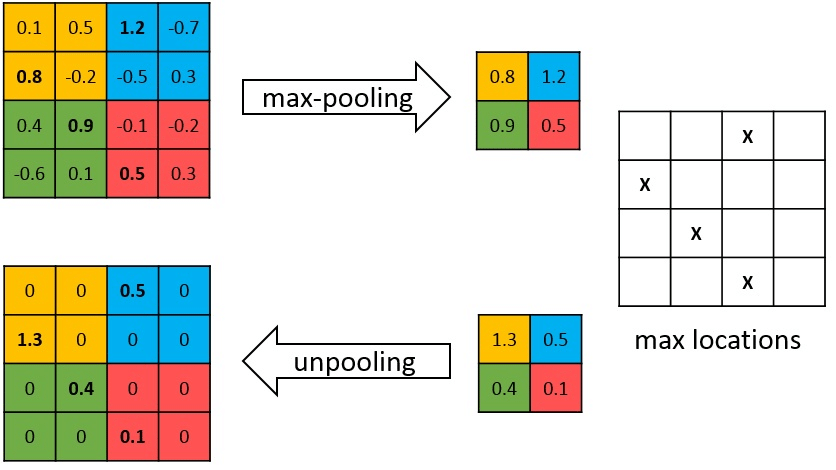 0.1 0.5 1.2 -0.7
0.8 -0.2 -0.5 0.3
0.4 0.9 -0.1 -0.2
-0.6 0.1 0.5 0.3
max-pooling
0.8 1.2
0.9 0.5
X
X
X
X
max locations
0 0 0.5 0
1.3 0 0 0
0 0.4 0 0
0 0 0.1 0
unpooling
1.3 0.5
0.4 0.1